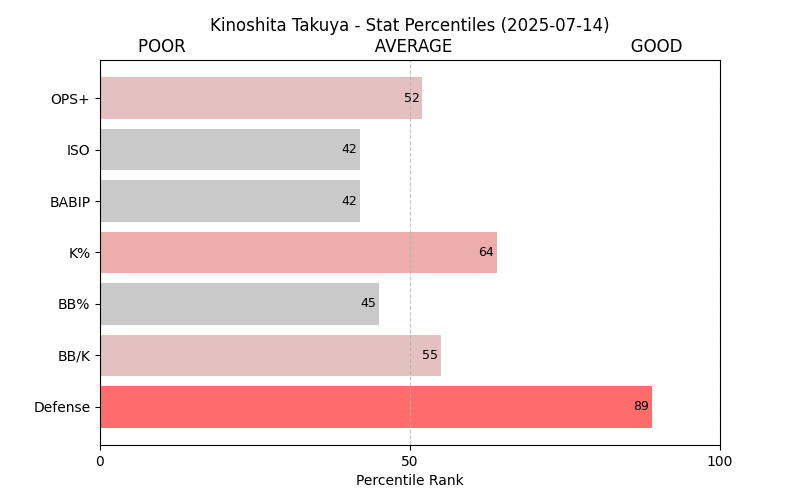 Kinoshita Takuya - Stat Percentiles (2025-07-14)
POOR AVERAGE GOOD
OPS+ 52
ISO 42
BABIP 42
K% 64
BB% 45
BB/K 55
Defense 89
0 50 100
Percentile Rank